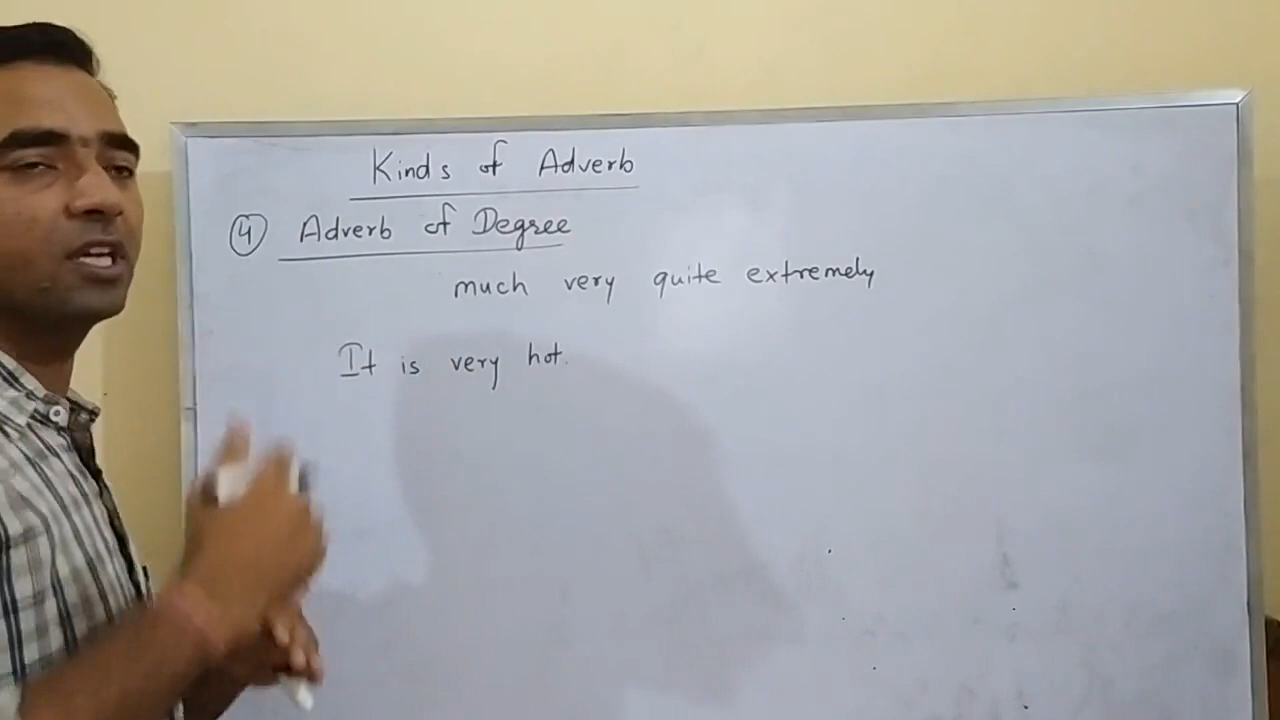 Kinds of Adverb
④ Adverb of Degree
much very quite extremely
It is very hot.